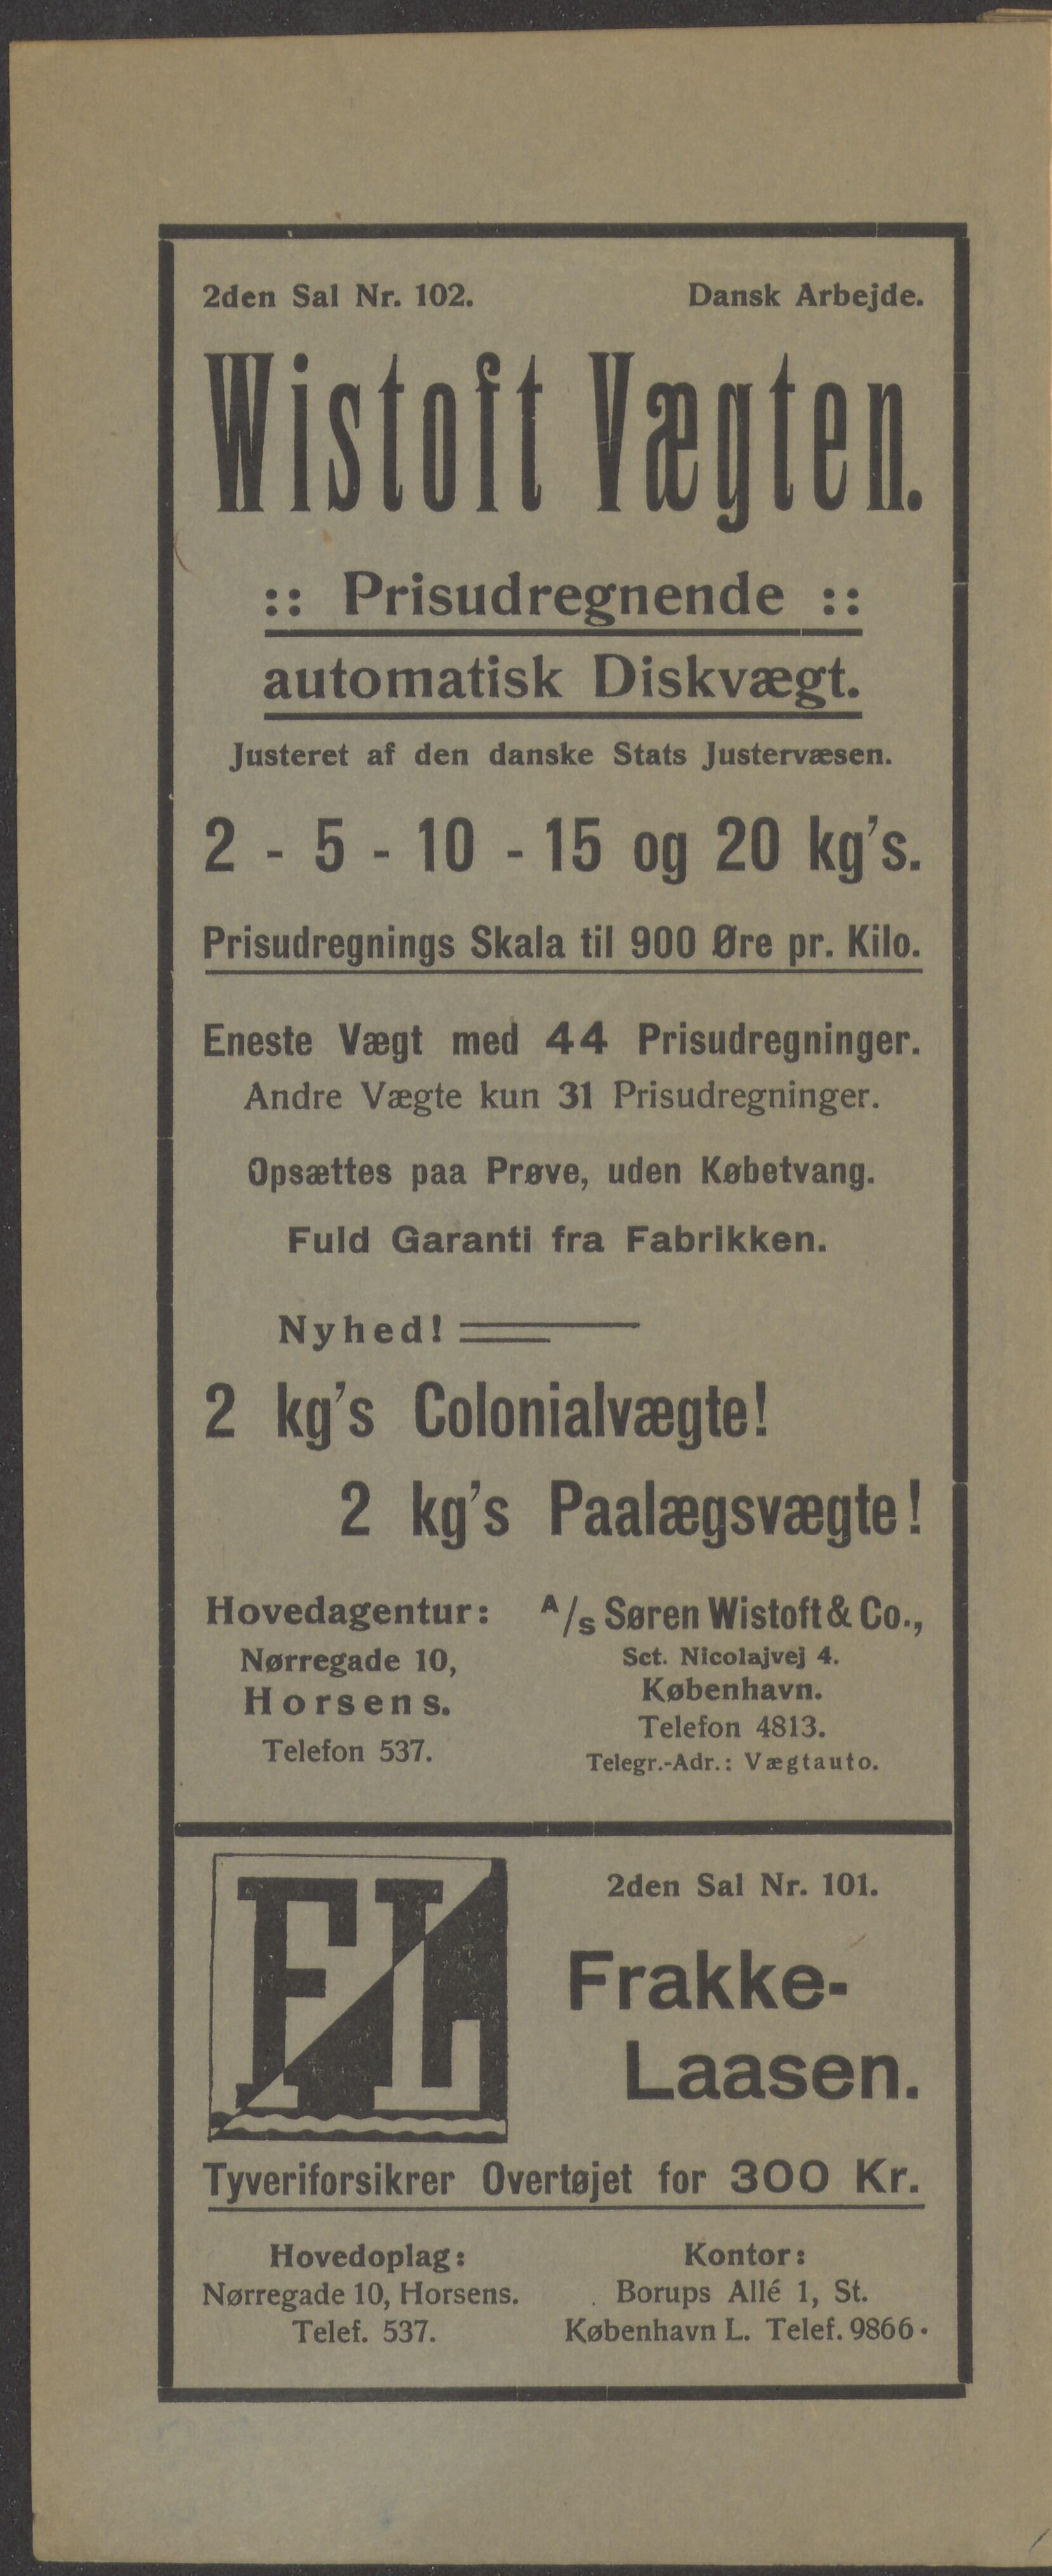 2den Sal Nr. 102. Dansk Arbejde.
Wistoft Vægten.
:: Prisudregnende ::
automatisk Diskvægt.
Justeret af den danske Stats Justervæsen.
2 - 5 - 10 - 15 og 20 kg's.
Prisudregnings Skala til 900 Øre pr. Kilo.
Eneste Vægt med 44 Prisudregninger.
Andre Vægte kun 31 Prisudregninger.
Opsættes paa Prøve, uden Købetvang.
Fuld Garanti fra Fabrikken.
Nyhed!
2 kg's Colonialvægte!
2 kg's Paalægsvægte!
Hovedagentur:
Nørregade 10,
Horsens.
Telefon 537.
A/s Søren Wistoft & Co.,
Sct. Nicolajvej 4.
København.
Telefon 4813.
Telegr.-Adr.: Vægtauto.
FL
2den Sal Nr. 101.
Frakke-
Laasen.
Tyveriforsikrer Overtøjet for 300 Kr.
Hovedoplag:
Nørregade 10, Horsens.
Telef. 537.
Kontor:
Borups Allé 1, St.
København L. Telef. 9866.